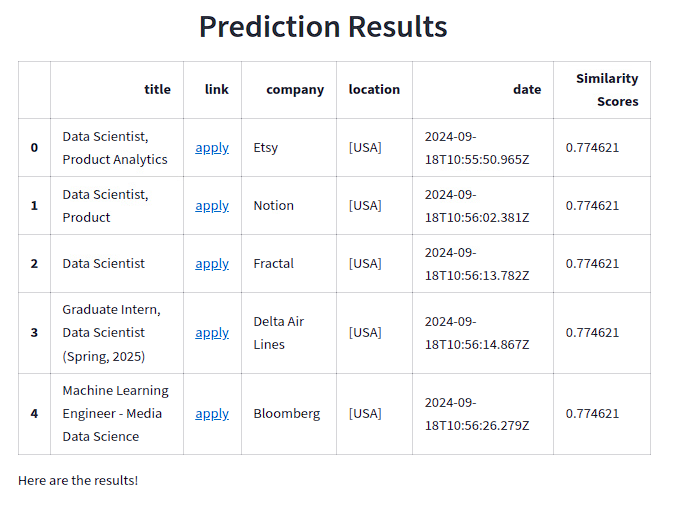 Prediction Results
title link company location date Similarity Scores
0 Data Scientist, Product Analytics apply Etsy [USA] 2024-09-18T10:55:50.965Z 0.774621
1 Data Scientist, Product apply Notion [USA] 2024-09-18T10:56:02.381Z 0.774621
2 Data Scientist apply Fractal [USA] 2024-09-18T10:56:13.782Z 0.774621
3 Graduate Intern, Data Scientist (Spring, 2025) apply Delta Air Lines [USA] 2024-09-18T10:56:14.867Z 0.774621
4 Machine Learning Engineer - Media Data Science apply Bloomberg [USA] 2024-09-18T10:56:26.279Z 0.774621
Here are the results!